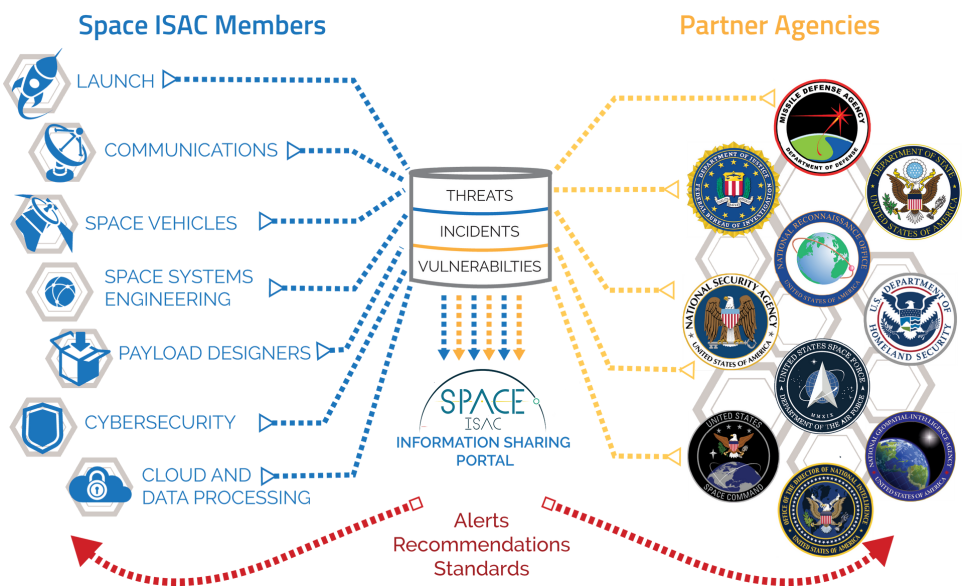 Space ISAC Members
Partner Agencies
LAUNCH
COMMUNICATIONS
SPACE VEHICLES
SPACE SYSTEMS
ENGINEERING
PAYLOAD DESIGNERS
CYBERSECURITY
CLOUD AND
DATA PROCESSING
THREATS
INCIDENTS
VULNERABILTIES
SPACE
ISAC
INFORMATION SHARING
PORTAL
Alerts
Recommendations
Standards
MISSILE DEFENSE AGENCY
DEPARTMENT OF DEFENSE
DEPARTMENT OF JUSTICE
FEDERAL BUREAU OF INVESTIGATION
DEPARTMENT OF STATE
UNITED STATES OF AMERICA
NATIONAL RECONNAISSANCE OFFICE
UNITED STATES OF AMERICA
NATIONAL SECURITY AGENCY
UNITED STATES OF AMERICA
U.S. DEPARTMENT OF
HOMELAND SECURITY
UNITED STATES SPACE FORCE
MMXIX
DEPARTMENT OF THE AIR FORCE
UNITED STATES
SPACE COMMAND
NATIONAL GEOSPATIAL-INTELLIGENCE AGENCY
UNITED STATES OF AMERICA
OFFICE OF THE DIRECTOR OF NATIONAL INTELLIGENCE
UNITED STATES OF AMERICA